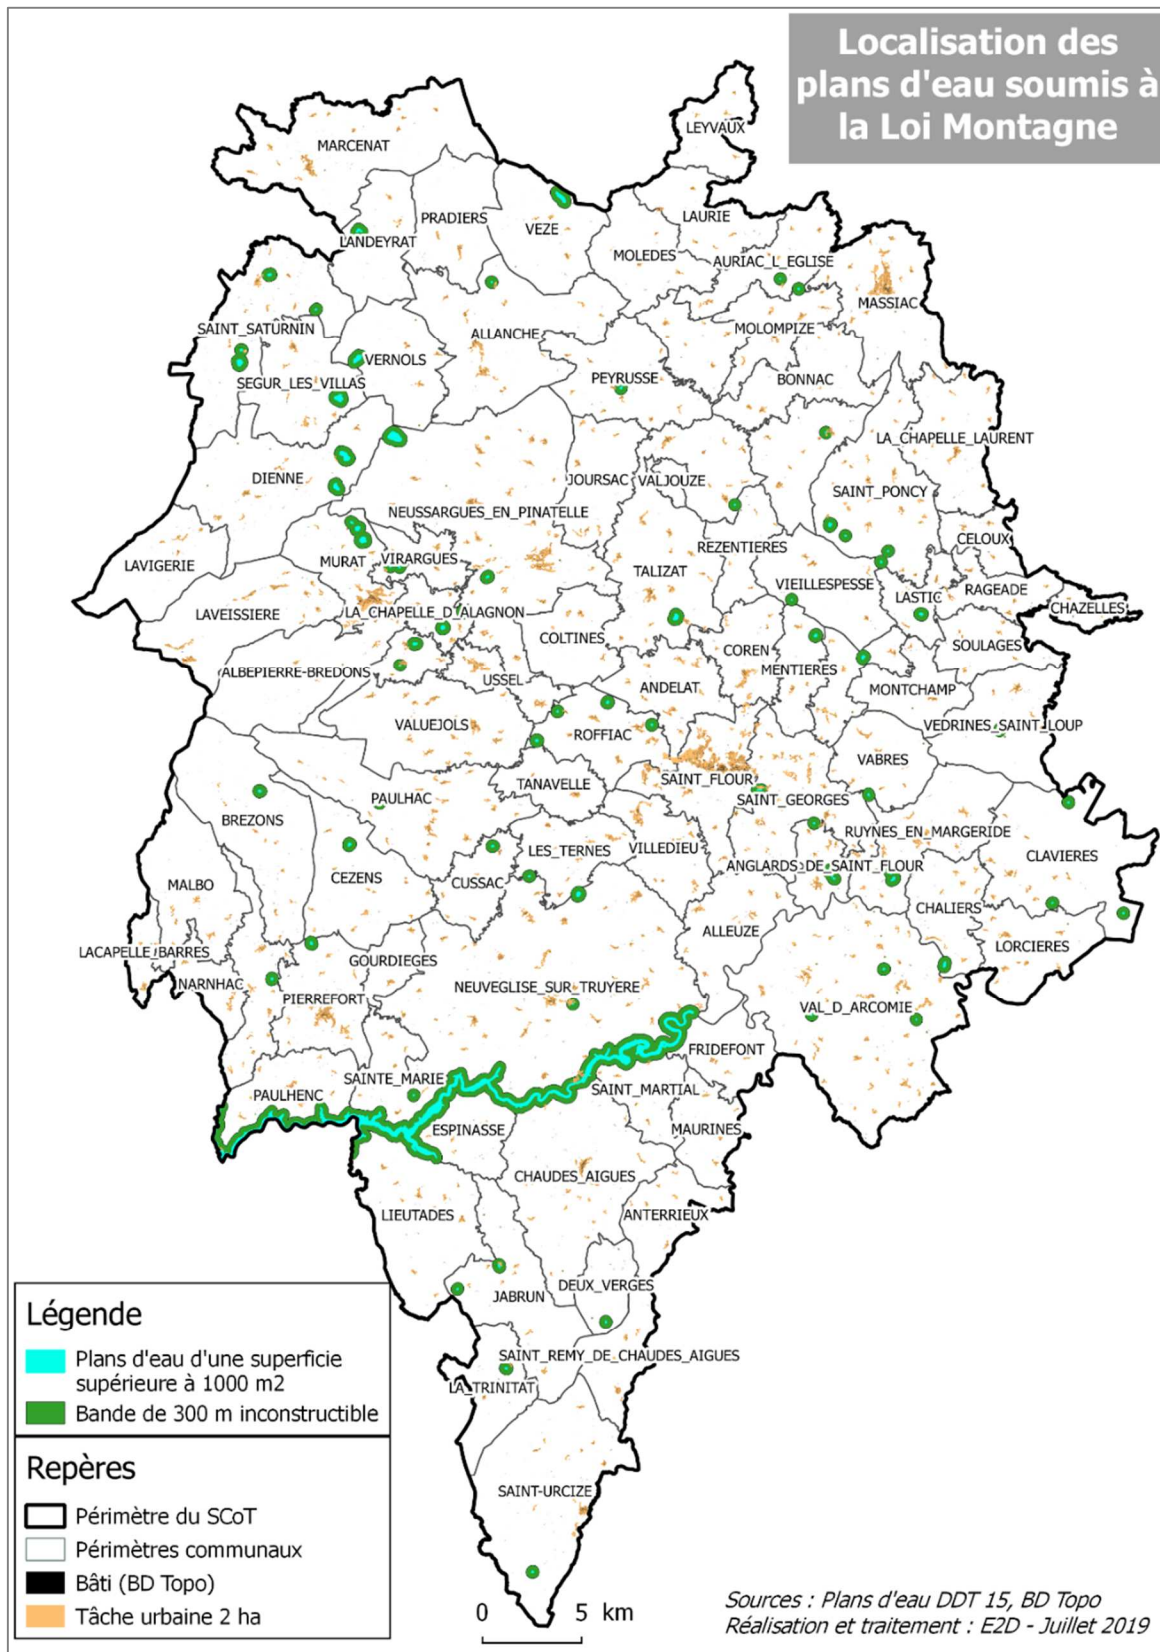 Localisation des
plans d'eau soumis à
la Loi Montagne
LEYVAUX
MARCENAT
LAURIE
PRADIERS
VEZE
LANDEYRAT
MOLEDES
AURIAC_L_EGLISE
MASSIAC
SAINT_SATURNIN
ALLANCHE
MOLOMPIZE
VERNOLS
SEGUR_LES_VILLAS
PEYRUSSE
BONNAC
LA_CHAPELLE_LAURENT
DIENNE
JOURSAC
VALJOUZE
SAINT_PONCY
NEUSSARGUES_EN_PINATELLE
CELOUX
LAVIGERIE
MURAT
VIRARGUES
REZENTIERES
TALIZAT
VIEILLESPESSE
RAGEADE
LASTIC
CHAZELLES
LAVEISSIERE
LA_CHAPELLE_D_ALAGNON
COLTINES
COREN
SOULAGES
ALBEPIERRE-BREDONS
USSEL
MENTIERES
ANDELAT
MONTCHAMP
VALUEJOLS
VEDRINES_SAINT_LOUP
ROFFIAC
VABRES
SAINT_FLOUR
TANAVELLE
PAULHAC
SAINT_GEORGES
BREZONS
RUYNES_EN_MARGERIDE
VILLEDIEU
LES_TERNES
CLAVIERES
ANGLARDS_DE_SAINT_FLOUR
CEZENS
MALBO
CUSSAC
CHALIERS
ALLEUZE
LORCIERES
LACAPELLE_BARRES
GOURDIEGES
NARNHAC
NEUVEGLISE_SUR_TRUYERE
PIERREFORT
VAL_D_ARCOMIE
FRIDEFONT
SAINTE_MARIE
SAINT_MARTIAL
PAULHENC
ESPINASSE
MAURINES
CHAUDES_AIGUES
LIEUTADES
ANTERRIEUX
DEUX_VERGES
JABRUN
SAINT_REMY_DE_CHAUDES_AIGUES
LA_TRINITAT
SAINT-URCIZE
Légende
Plans d'eau d'une superficie
supérieure à 1000 m2
Bande de 300 m inconstructible
Repères
Périmètre du SCoT
Périmètres communaux
Bâti (BD Topo)
Tâche urbaine 2 ha
0 5 km
Sources : Plans d'eau DDT 15, BD Topo
Réalisation et traitement : E2D - Juillet 2019